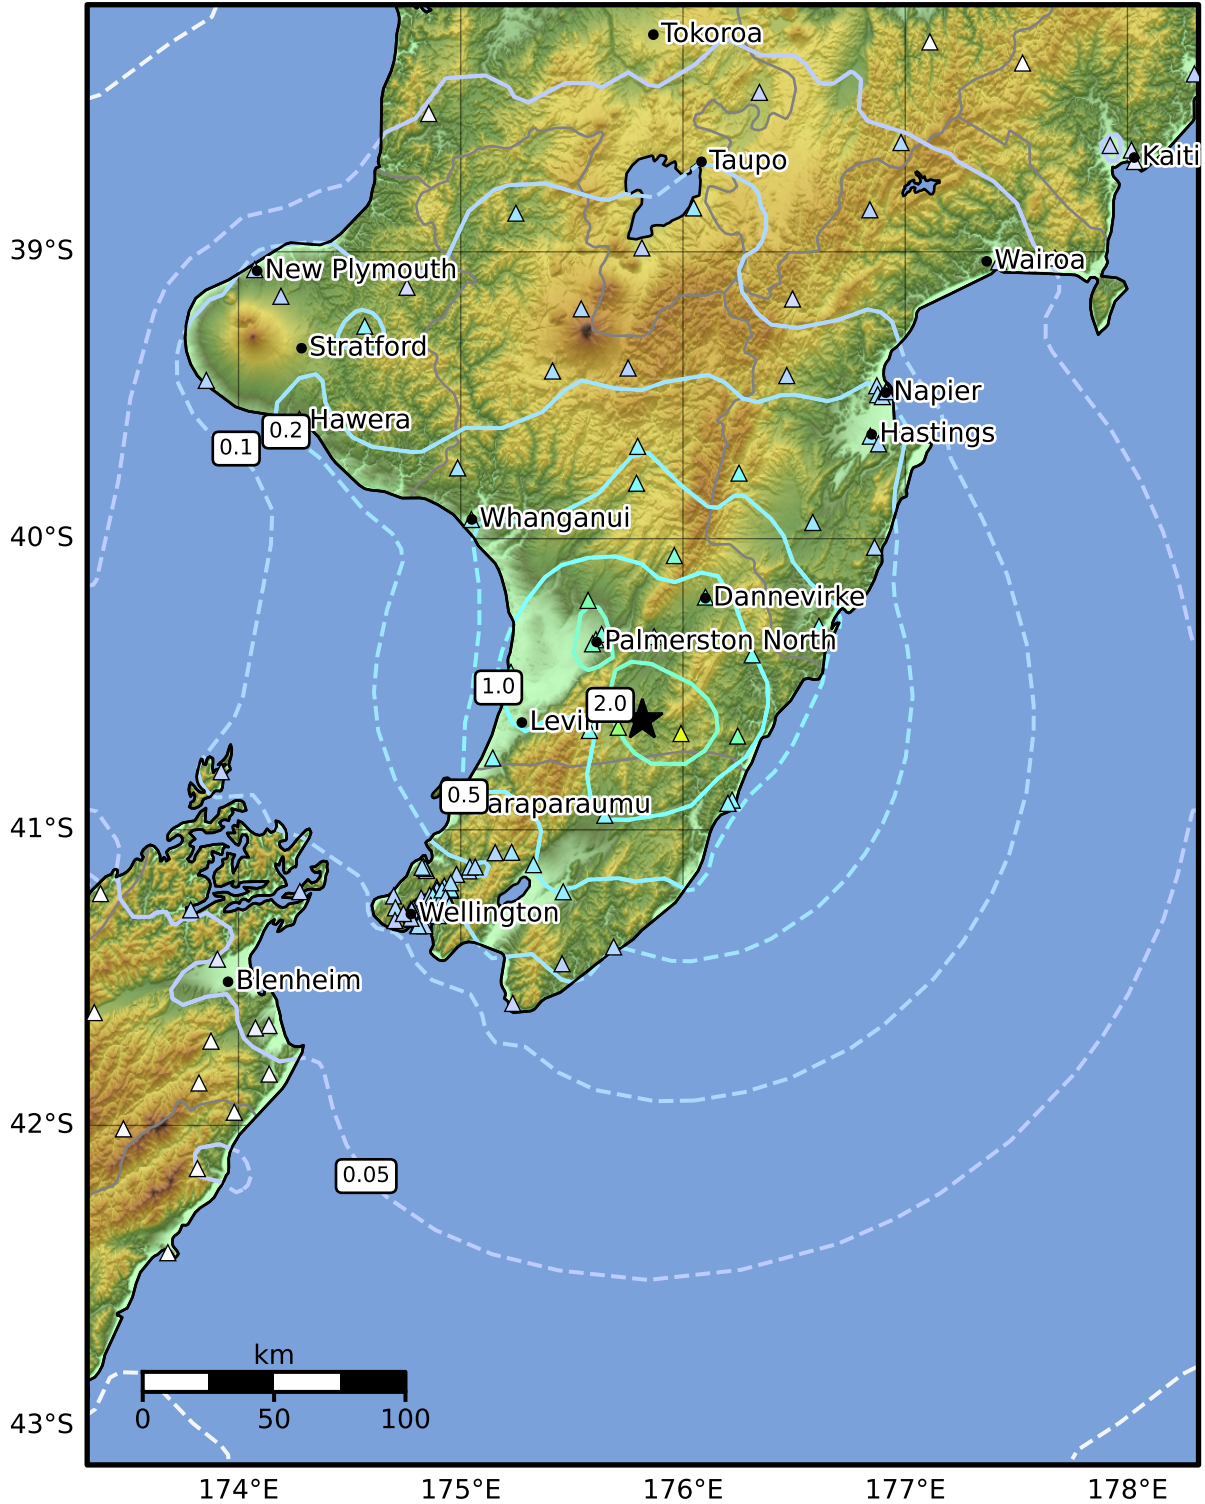 Tokoroa
Taupo
Kaiti
39°S
Wairoa
New Plymouth
Stratford
Napier
Hawera
0.2
Hastings
0.1
Whanganui
40°S
Dannevirke
Palmerston North
1.0
2.0
Levin
0.5
araparaumu
41°S
Wellington
Blenheim
42°S
0.05
km
0 50 100
43°S
174°E 175°E 176°E 177°E 178°E